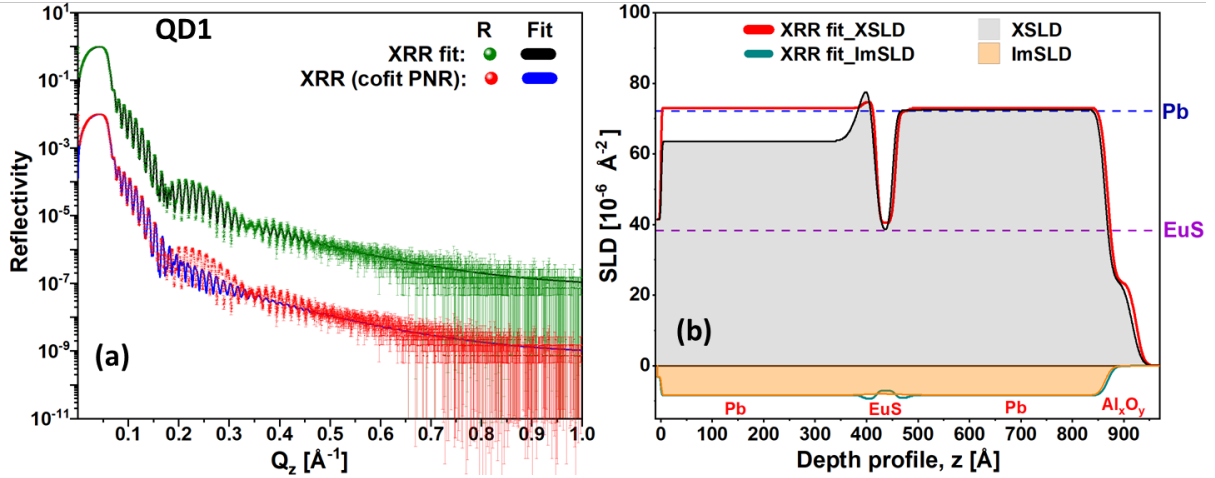 QD1
R Fit
XRR fit:
XRR (cofit PNR):
(a)
Reflectivity
10¹
10⁻¹
10⁻³
10⁻⁵
10⁻⁷
10⁻⁹
10⁻¹¹
0.1 0.2 0.3 0.4 0.5 0.6 0.7 0.8 0.9 1.0
Q_z [Å⁻¹]
XRR fit_XSLD XSLD
XRR fit_ImSLD ImSLD
SLD [10⁻⁶ Å⁻²]
100
80
60
40
20
0
Pb
EuS
(b)
Pb EuS Pb Al_xO_y
0 100 200 300 400 500 600 700 800 900
Depth profile, z [Å]